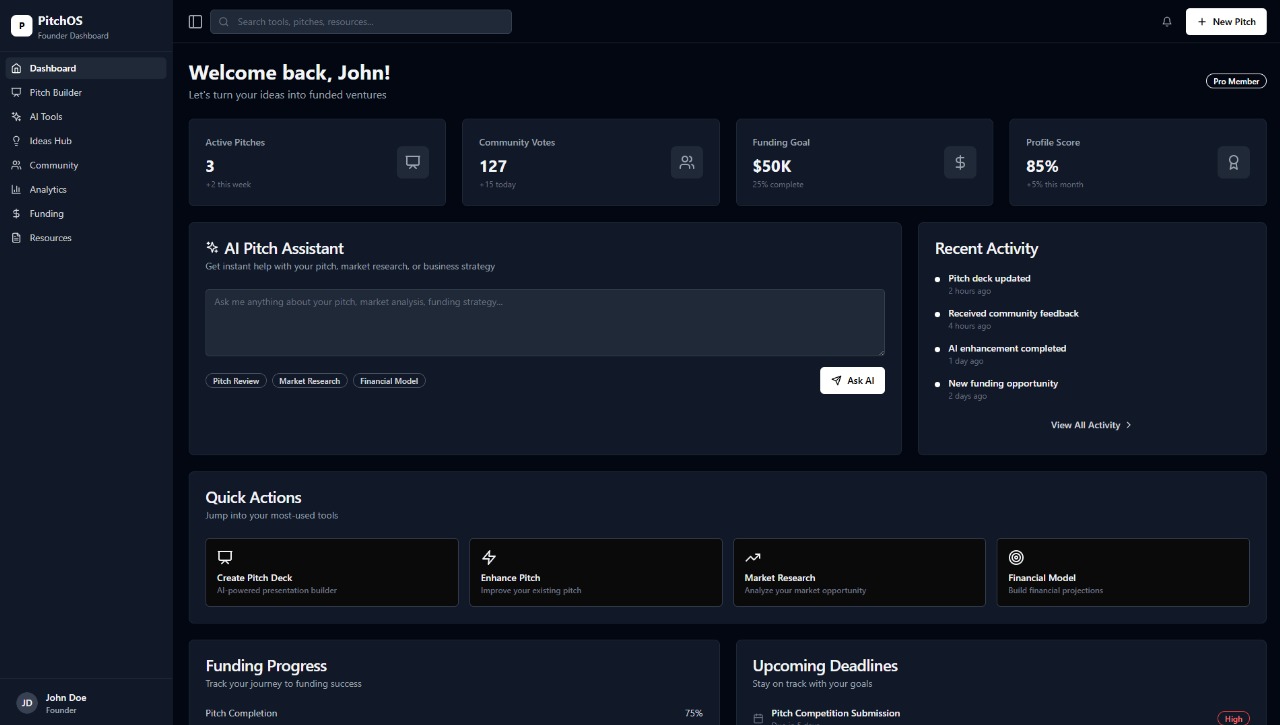 P
PitchOS
Founder Dashboard
Dashboard
Pitch Builder
AI Tools
Ideas Hub
Community
Analytics
Funding
Resources
JD
John Doe
Founder
Search tools, pitches, resources...
+ New Pitch
Welcome back, John!
Let's turn your ideas into funded ventures
Pro Member
Active Pitches
3
+2 this week
Community Votes
127
+15 today
Funding Goal
$50K
25% complete
Profile Score
85%
+5% this month
AI Pitch Assistant
Get instant help with your pitch, market research, or business strategy
Ask me anything about your pitch, market analysis, funding strategy...
Pitch Review
Market Research
Financial Model
Ask AI
Recent Activity
Pitch deck updated
2 hours ago
Received community feedback
4 hours ago
AI enhancement completed
1 day ago
New funding opportunity
2 days ago
View All Activity
Quick Actions
Jump into your most-used tools
Create Pitch Deck
AI-powered presentation builder
Enhance Pitch
Improve your existing pitch
Market Research
Analyze your market opportunity
Financial Model
Build financial projections
Funding Progress
Track your journey to funding success
Pitch Completion
75%
Upcoming Deadlines
Stay on track with your goals
Pitch Competition Submission
High